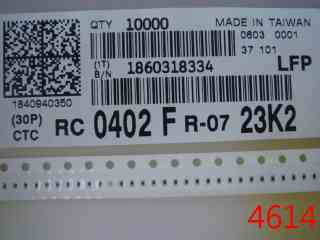 QTY 10000 MADE IN TAIWAN
0603 0001
37 101
(1T)
B/N 1860318334 LFP
1840940350
(30P)
CTC RC 0402 F R-07 23K2
4614